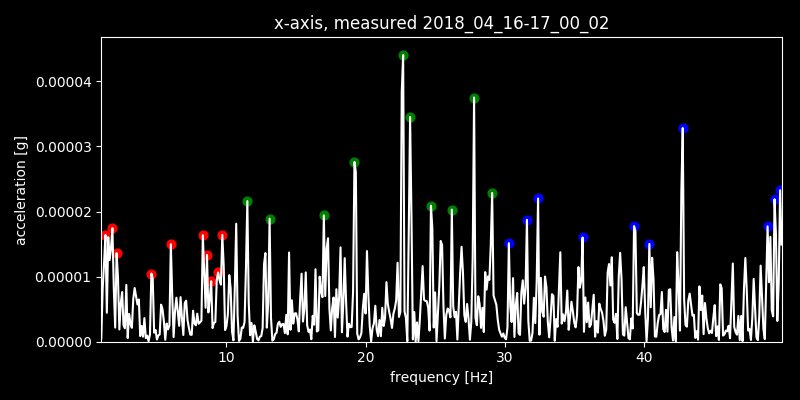 x-axis, measured 2018_04_16-17_00_02
0.00004
0.00003
0.00002
0.00001
0.00000
acceleration [g]
10 20 30 40
frequency [Hz]